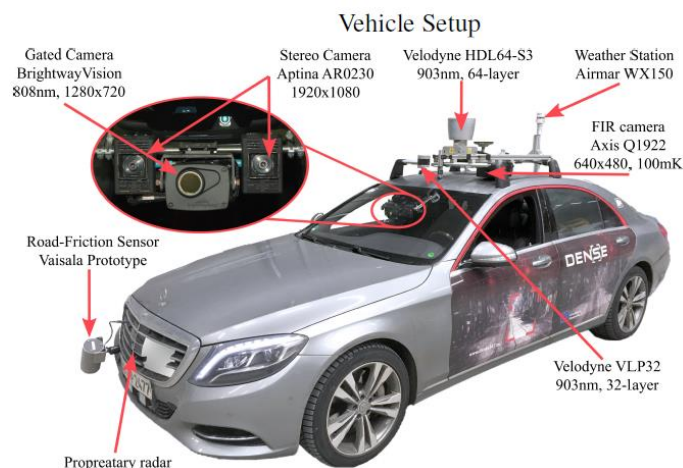 Vehicle Setup
Gated Camera
BrightwayVision
808nm, 1280x720
Stereo Camera
Aptina AR0230
1920x1080
Velodyne HDL64-S3
903nm, 64-layer
Weather Station
Airmar WX150
FIR camera
Axis Q1922
640x480, 100mK
Road-Friction Sensor
Vaisala Prototype
DENSE
Velodyne VLP32
903nm, 32-layer
Propreatary radar